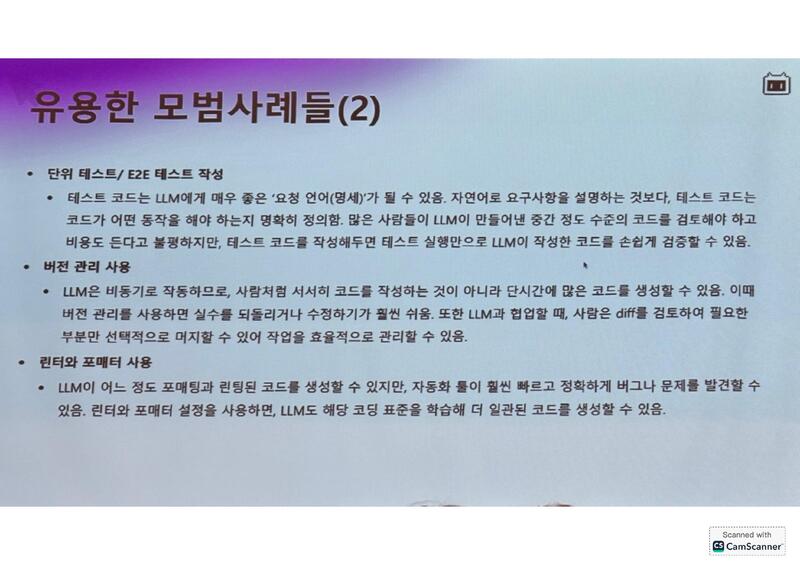 유용한 모범사례들(2)
• 단위 테스트/ E2E 테스트 작성
• 테스트 코드는 LLM에게 매우 좋은 '요청 언어(명세)'가 될 수 있음. 자연어로 요구사항을 설명하는 것보다, 테스트 코드는
코드가 어떤 동작을 해야 하는지 명확히 정의함. 많은 사람들이 LLM이 만들어낸 중간 정도 수준의 코드를 검토해야 하고
비용도 든다고 불평하지만, 테스트 코드를 작성해두면 테스트 실행만으로 LLM이 작성한 코드를 손쉽게 검증할 수 있음.
• 버전 관리 사용
• LLM은 비동기로 작동하므로, 사람처럼 서서히 코드를 작성하는 것이 아니라 단시간에 많은 코드를 생성할 수 있음. 이때
버전 관리를 사용하면 실수를 되돌리거나 수정하기가 훨씬 쉬움. 또한 LLM과 협업할 때, 사람은 diff를 검토하여 필요한
부분만 선택적으로 머지할 수 있어 작업을 효율적으로 관리할 수 있음.
• 린터와 포매터 사용
• LLM이 어느 정도 포매팅과 린팅된 코드를 생성할 수 있지만, 자동화 툴이 훨씬 빠르고 정확하게 버그나 문제를 발견할 수
있음. 린터와 포매터 설정을 사용하면, LLM도 해당 코딩 표준을 학습해 더 일관된 코드를 생성할 수 있음.
Scanned with
CS CamScanner